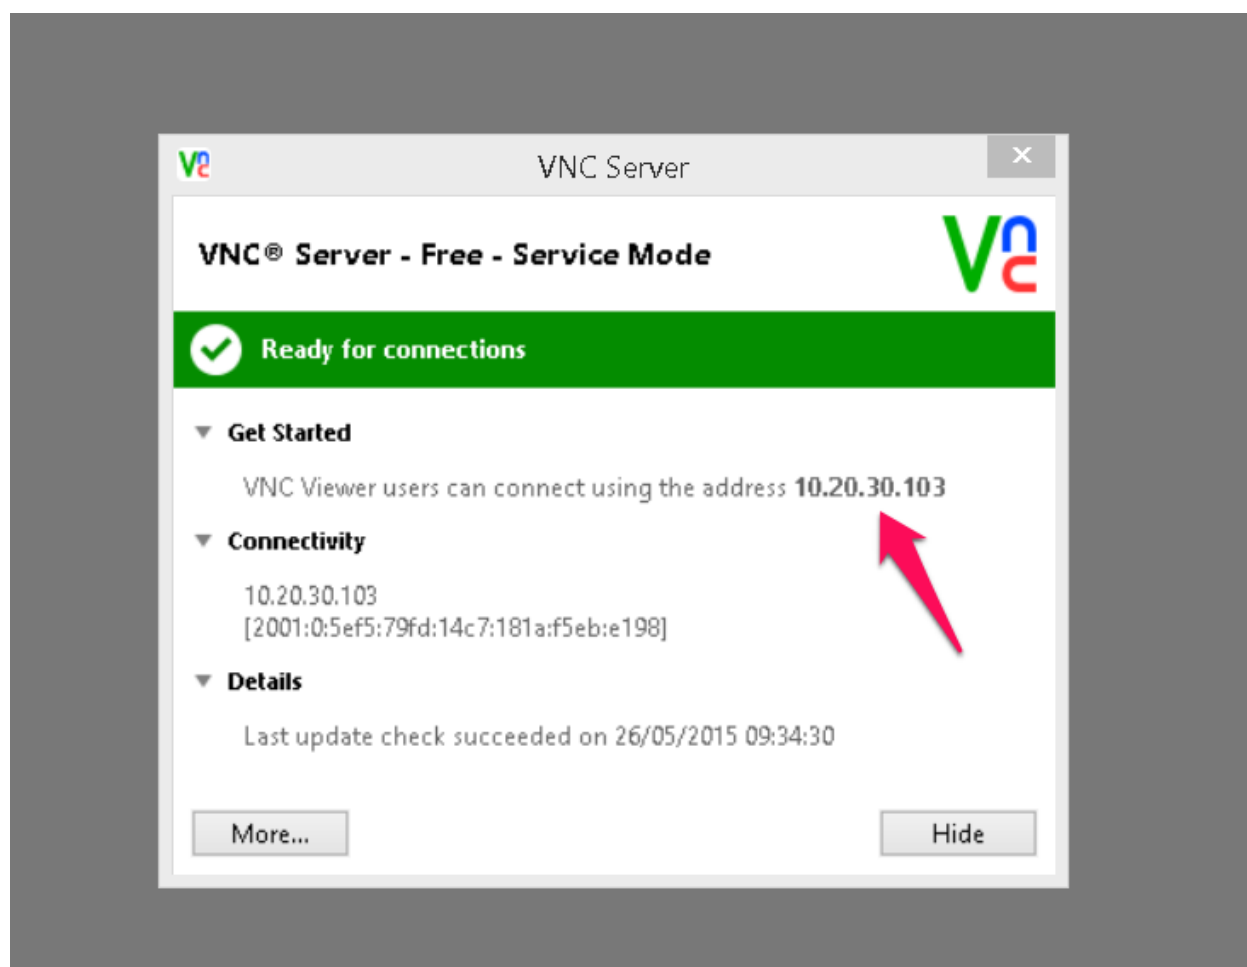 VNC Server
VNC® Server - Free - Service Mode
Ready for connections
Get Started
VNC Viewer users can connect using the address 10.20.30.103
Connectivity
10.20.30.103
[2001:0:5ef5:79fd:14c7:181a:f5eb:e198]
Details
Last update check succeeded on 26/05/2015 09:34:30
More...
Hide